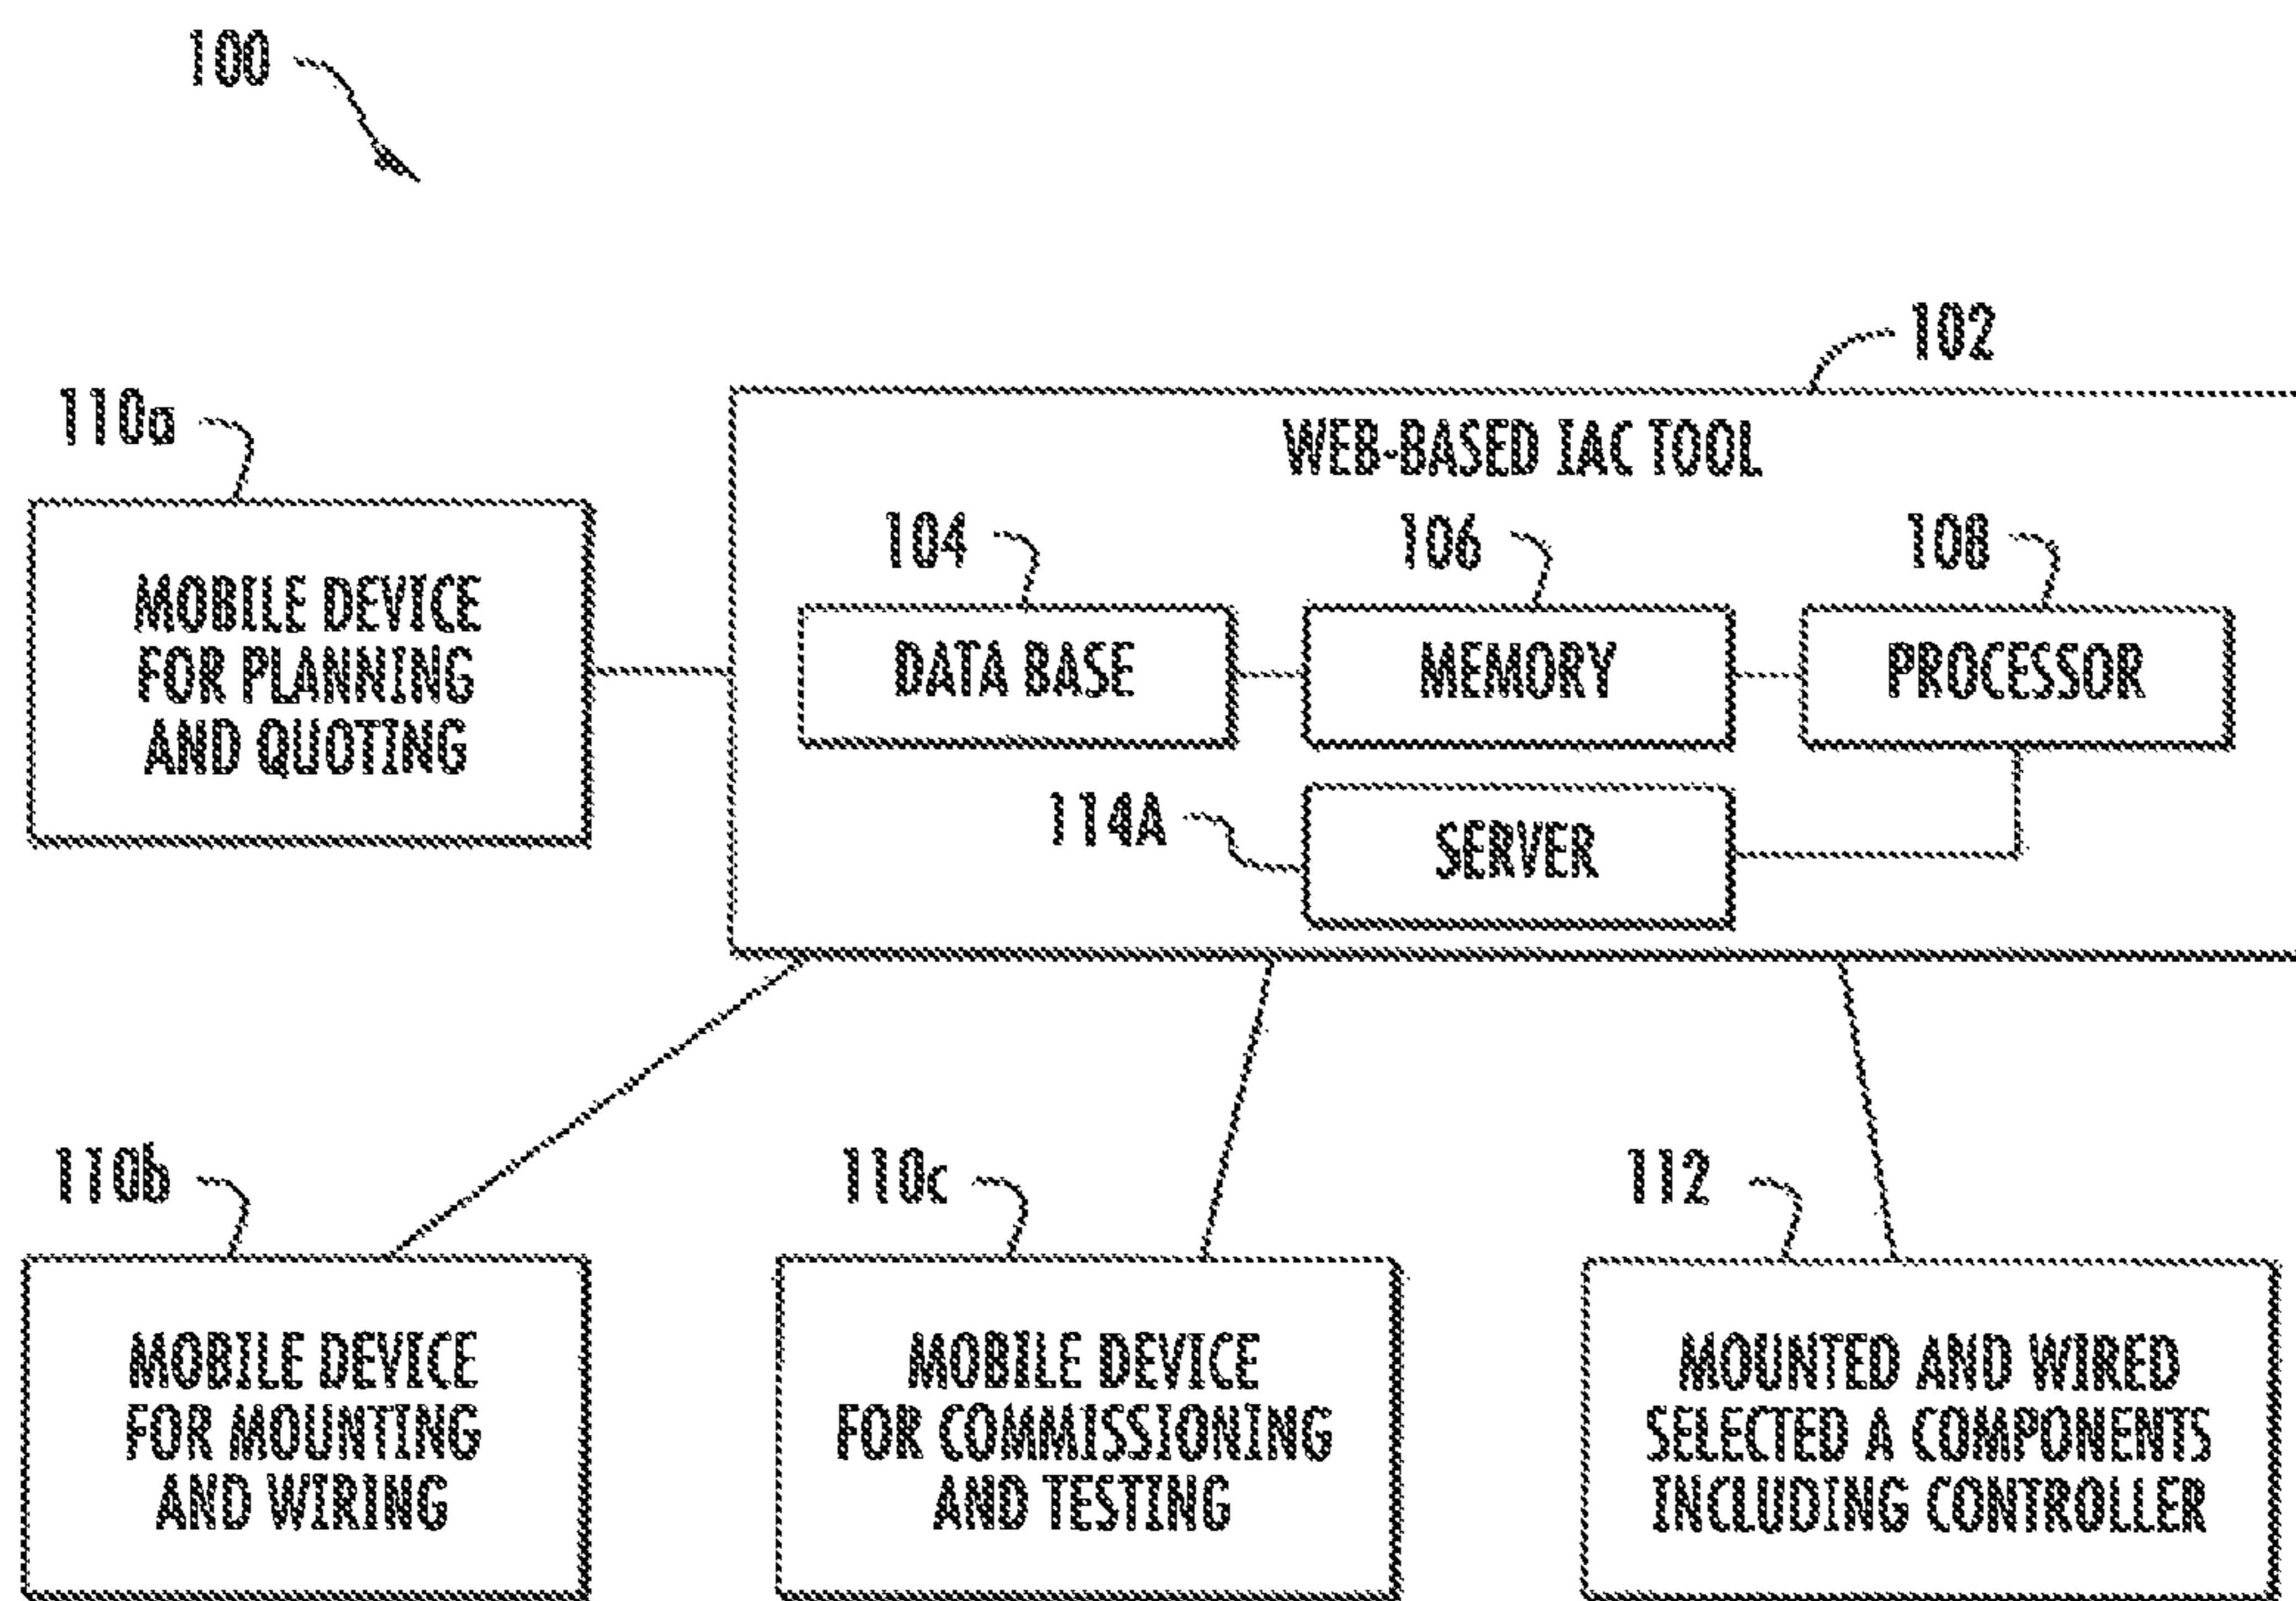 100
102
110a
WEB-BASED IAC TOOL
104
106
108
MOBILE DEVICE
FOR PLANNING
AND QUOTING
DATA BASE
MEMORY
PROCESSOR
114A
SERVER
110b
110c
112
MOBILE DEVICE
FOR MOUNTING
AND WIRING
MOBILE DEVICE
FOR COMMISSIONING
AND TESTING
MOUNTED AND WIRED
SELECTED A COMPONENTS
INCLUDING CONTROLLER